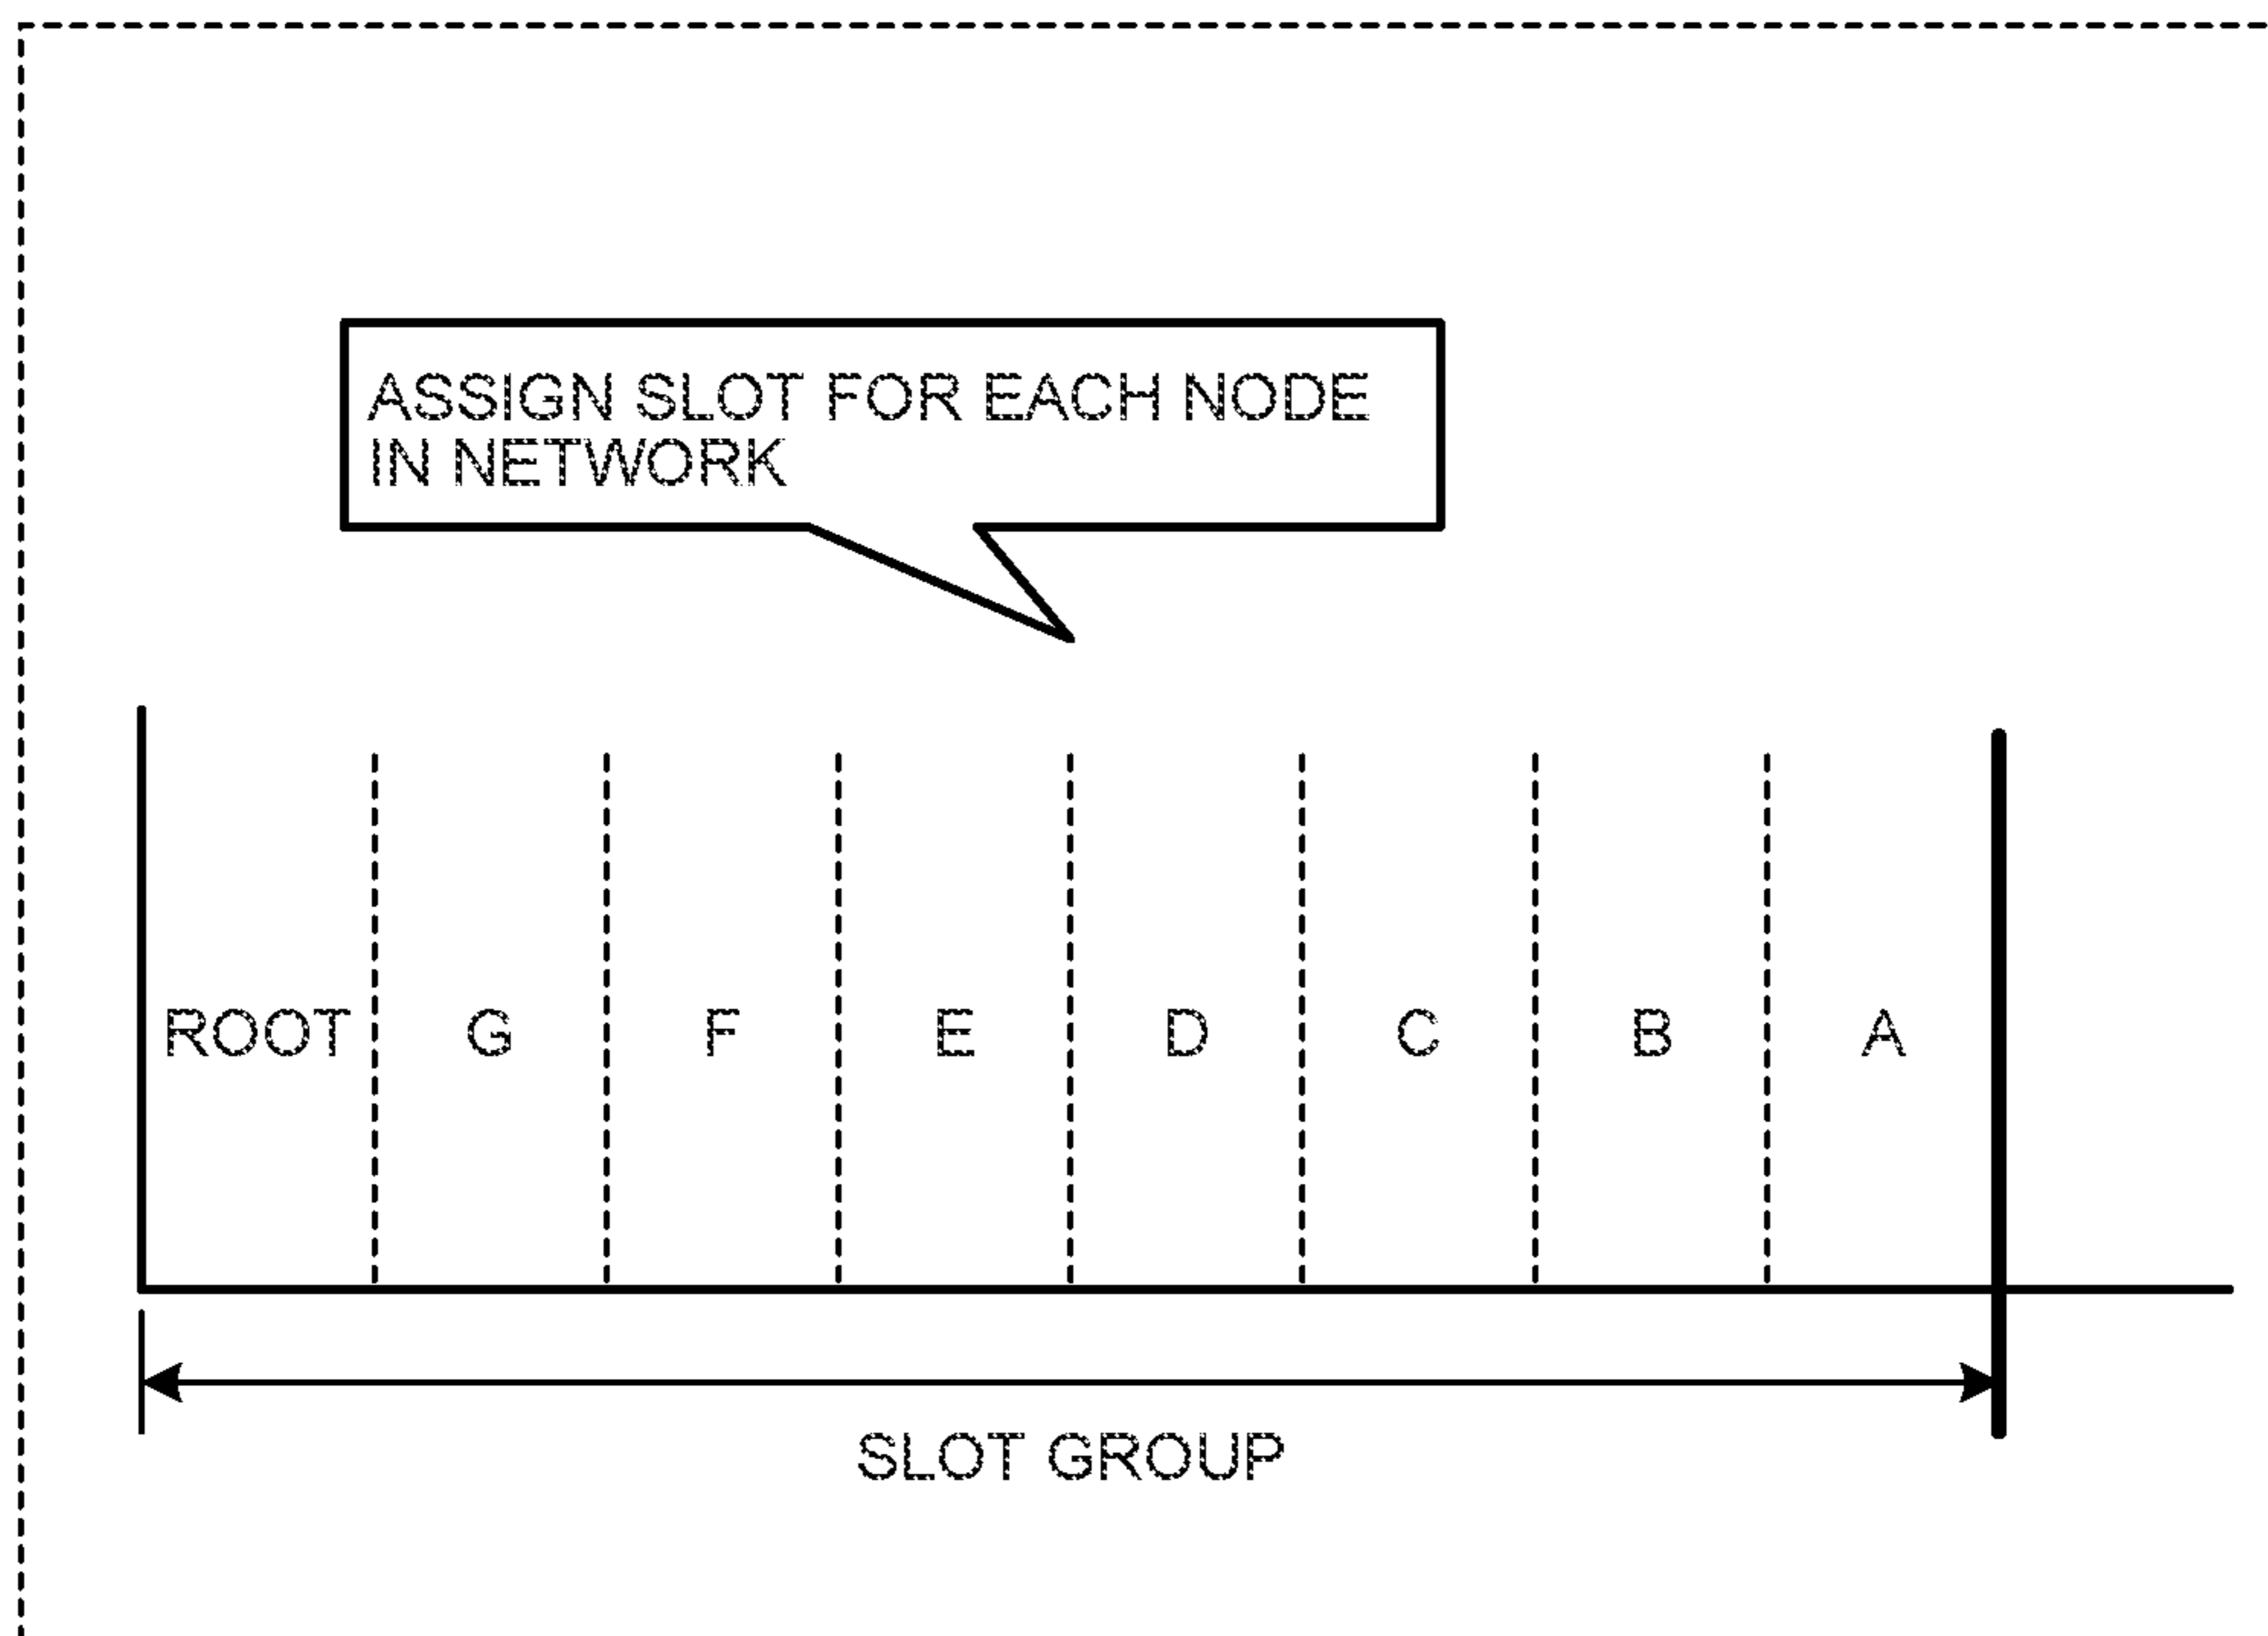 ASSIGN SLOT FOR EACH NODE
IN NETWORK
ROOT G F E D C B A
SLOT GROUP